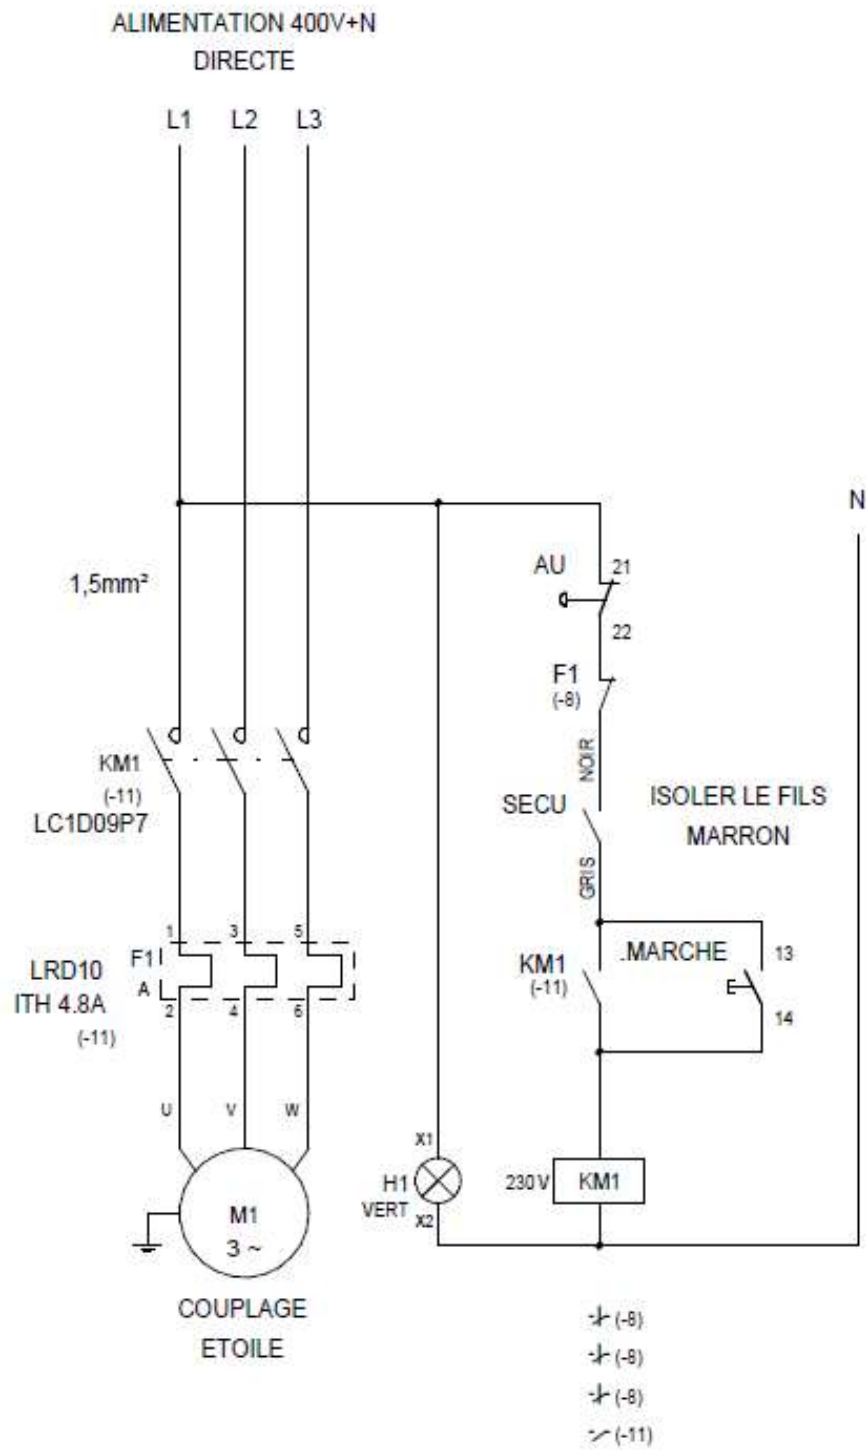 ALIMENTATION 400V+N
DIRECTE
L1 L2 L3
N
1,5mm²
AU 21
22
F1
(-8)
NOIR
KM1
(-11)
LC1D09P7
SECU
ISOLER LE FILS
MARRON
GRIS
1 3 5
LRD10 F1
ITH 4.8A A
(-11)
2 4 6
KM1
(-11)
.MARCHE 13
14
U V W
X1
H1
VERT
X2
230V KM1
M1
3 ~
COUPLAGE
ETOILE
(-8)
(-8)
(-8)
(-11)